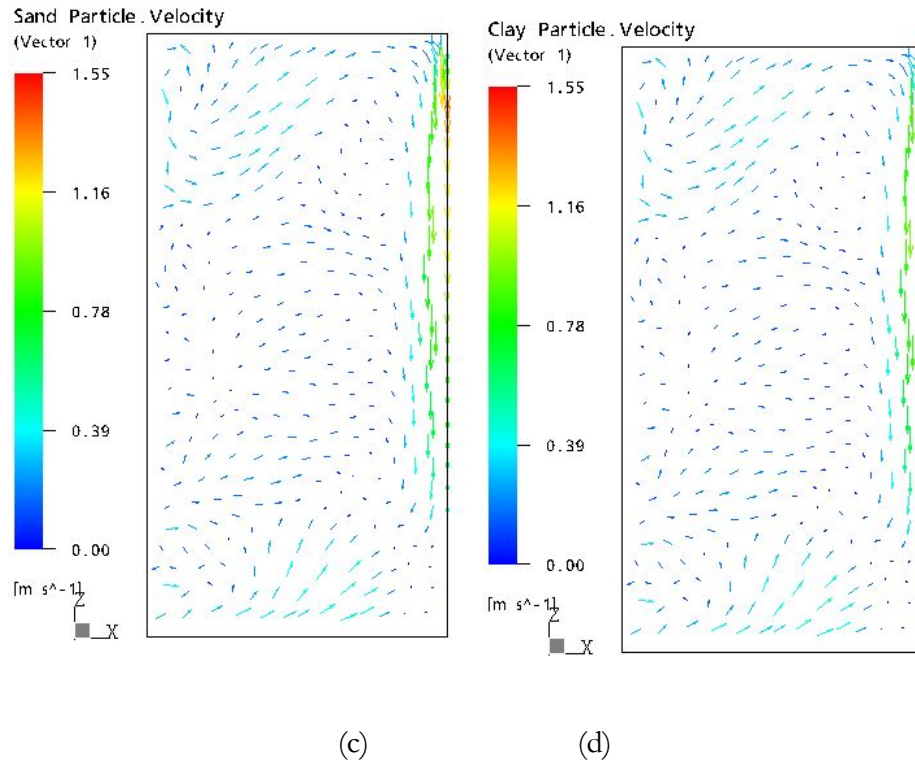 Sand Particle.Velocity
(Vector 1)
1.55
1.16
0.78
0.39
0.00
[m s^-1]
Z
X
Clay Particle.Velocity
(Vector 1)
1.55
1.16
0.78
0.39
0.00
[m s^-1]
Z
X
(c)
(d)